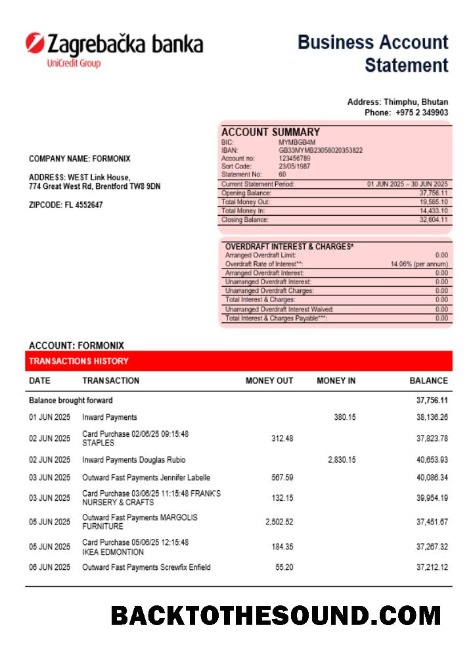 Zagrebačka banka
UniCredit Group
Business Account
Statement
Address: Thimphu, Bhutan
Phone: +975 2 349903
COMPANY NAME: FORMONIX
ADDRESS: WEST Link House,
774 Great West Rd, Brentford TW8 9DN
ZIPCODE: FL 4552647
ACCOUNT SUMMARY
BIC: MYMBGB4M
IBAN: GB33MYMB23056020353822
Account no: 123456789
Sort Code: 23/05/1987
Statement No: 60
Current Statement Period: 01 JUN 2025 – 30 JUN 2025
Opening Balance: 37,756.11
Total Money Out: 19,585.10
Total Money In: 14,433.10
Closing Balance: 32,604.11
OVERDRAFT INTEREST & CHARGES*
Arranged Overdraft Limit: 0.00
Overdraft Rate of Interest**: 14.06% (per annum)
Arranged Overdraft Interest: 0.00
Unarranged Overdraft Interest: 0.00
Unarranged Overdraft Charges: 0.00
Total Interest & Charges: 0.00
Unarranged Overdraft Interest Waived: 0.00
Total Interest & Charges Payable***: 0.00
ACCOUNT: FORMONIX
TRANSACTIONS HISTORY
DATE TRANSACTION MONEY OUT MONEY IN BALANCE
Balance brought forward 37,756.11
01 JUN 2025 Inward Payments 380.15 38,136.26
02 JUN 2025 Card Purchase 02/06/25 09:15:48
STAPLES 312.48 37,823.78
02 JUN 2025 Inward Payments Douglas Rubio 2,830.15 40,653.93
03 JUN 2025 Outward Fast Payments Jennifer Labelle 567.59 40,086.34
03 JUN 2025 Card Purchase 03/06/25 11:15:48 FRANK'S
NURSERY & CRAFTS 132.15 39,954.19
05 JUN 2025 Outward Fast Payments MARGOLIS
FURNITURE 2,502.52 37,451.67
05 JUN 2025 Card Purchase 05/06/25 12:15:48
IKEA EDMONTION 184.35 37,267.32
06 JUN 2025 Outward Fast Payments Screwfix Enfield 55.20 37,212.12
BACKTOTHESOUND.COM